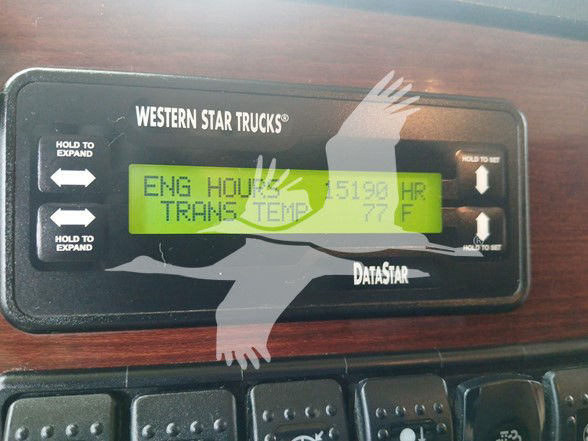 WESTERN STAR TRUCKS®
HOLD TO
EXPAND
HOLD TO SET
ENG HOURS 15190 HR
TRANS TEMP 77 F
HOLD TO
EXPAND
HOLD TO SET
DATASTAR